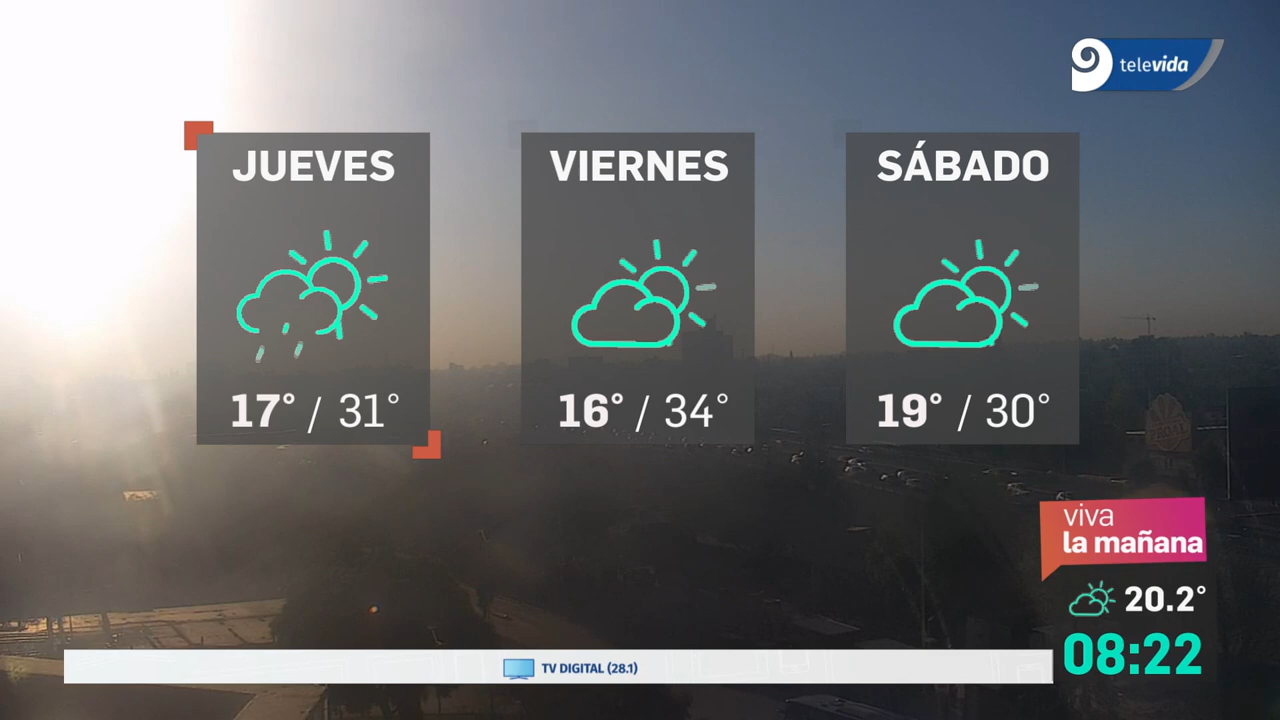 9 televida
JUEVES
17° / 31°
VIERNES
16° / 34°
SÁBADO
19° / 30°
viva
la mañana
20.2°
08:22
TV DIGITAL (28.1)